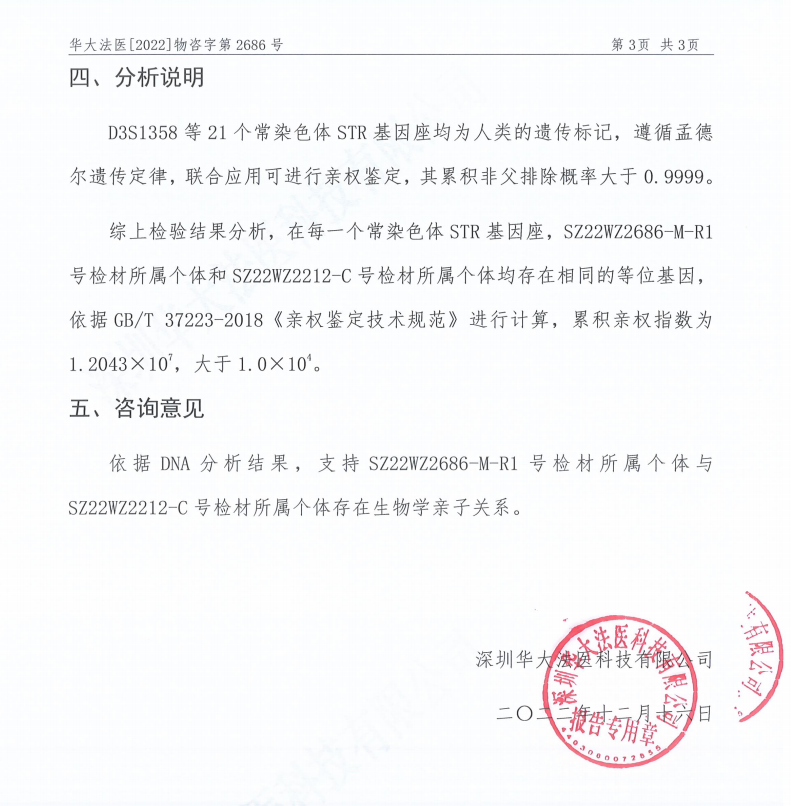 华大法医[2022]物咨字第 2686 号 第 3页 共 3页
四、分析说明
D3S1358 等 21 个常染色体 STR 基因座均为人类的遗传标记，遵循孟德
尔遗传定律，联合应用可进行亲权鉴定，其累积非父排除概率大于 0.9999。
综上检验结果分析，在每一个常染色体 STR 基因座，SZ22WZ2686-M-R1
号检材所属个体和 SZ22WZ2212-C 号检材所属个体均存在相同的等位基因，
依据 GB/T 37223-2018《亲权鉴定技术规范》进行计算，累积亲权指数为
1.2043×10⁷，大于 1.0×10⁴。
五、咨询意见
依据 DNA 分析结果，支持 SZ22WZ2686-M-R1 号检材所属个体与
SZ22WZ2212-C 号检材所属个体存在生物学亲子关系。
深圳华大法医科技有限公司
二〇二二年十二月十六日
深圳华大法医科技有限公司
报告专用章
有限公司